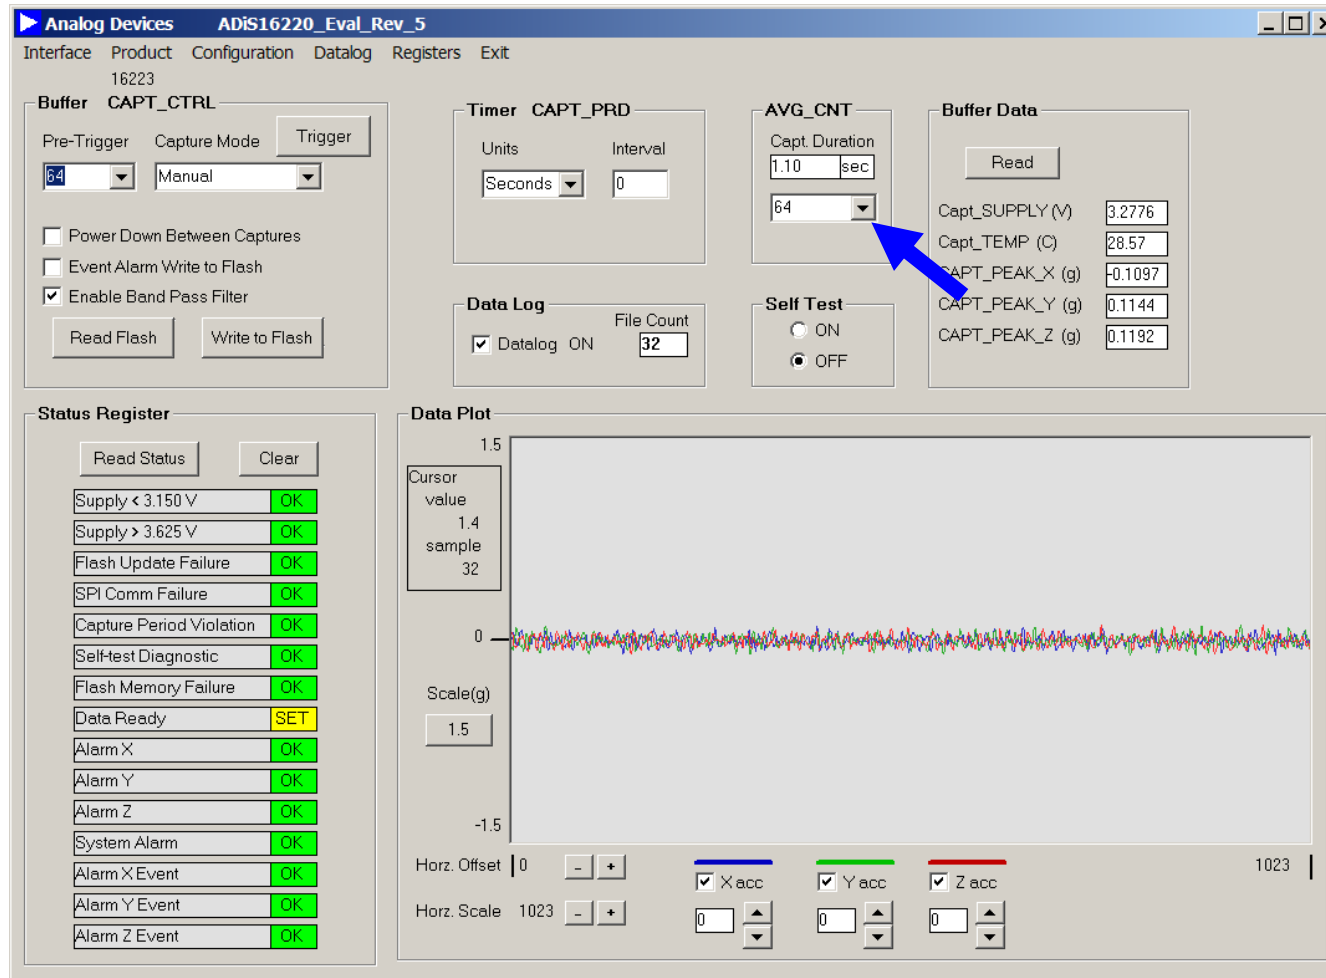 Analog Devices ADiS16220_Eval_Rev_5
Interface Product Configuration Datalog Registers Exit
16223
Buffer CAPT_CTRL
Pre-Trigger Capture Mode Trigger
64 Manual
Power Down Between Captures
Event Alarm Write to Flash
Enable Band Pass Filter
Read Flash Write to Flash
Timer CAPT_PRD
Units Interval
Seconds 0
Data Log
File Count
Datalog ON 32
AVG_CNT
Capt. Duration
1.10 sec
64
Self Test
ON
OFF
Buffer Data
Read
Capt_SUPPLY (V) 3.2776
Capt_TEMP (C) 28.57
CAPT_PEAK_X (g) -0.1097
CAPT_PEAK_Y (g) 0.1144
CAPT_PEAK_Z (g) 0.1192
Status Register
Read Status Clear
Supply < 3.150 V OK
Supply > 3.625 V OK
Flash Update Failure OK
SPI Comm Failure OK
Capture Period Violation OK
Self-test Diagnostic OK
Flash Memory Failure OK
Data Ready SET
Alarm X OK
Alarm Y OK
Alarm Z OK
System Alarm OK
Alarm X Event OK
Alarm Y Event OK
Alarm Z Event OK
Data Plot
1.5
Cursor
value
1.4
sample
32
0
Scale(g)
1.5
-1.5
Horz. Offset 0 - + 1023
X acc Y acc Z acc
Horz. Scale 1023 - + 0 0 0